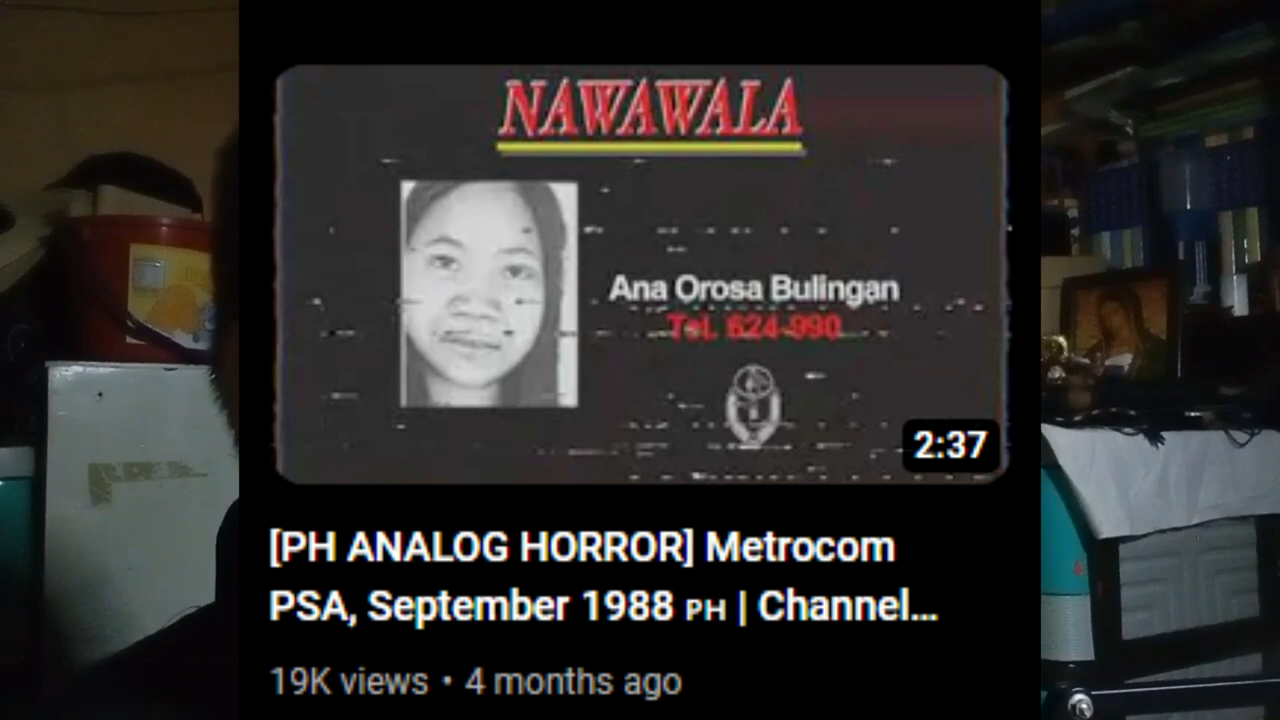 NAWAWALA
Ana Orosa Bulingan
Tel. 624-990
2:37
[PH ANALOG HORROR] Metrocom
PSA, September 1988 PH | Channel...
19K views • 4 months ago